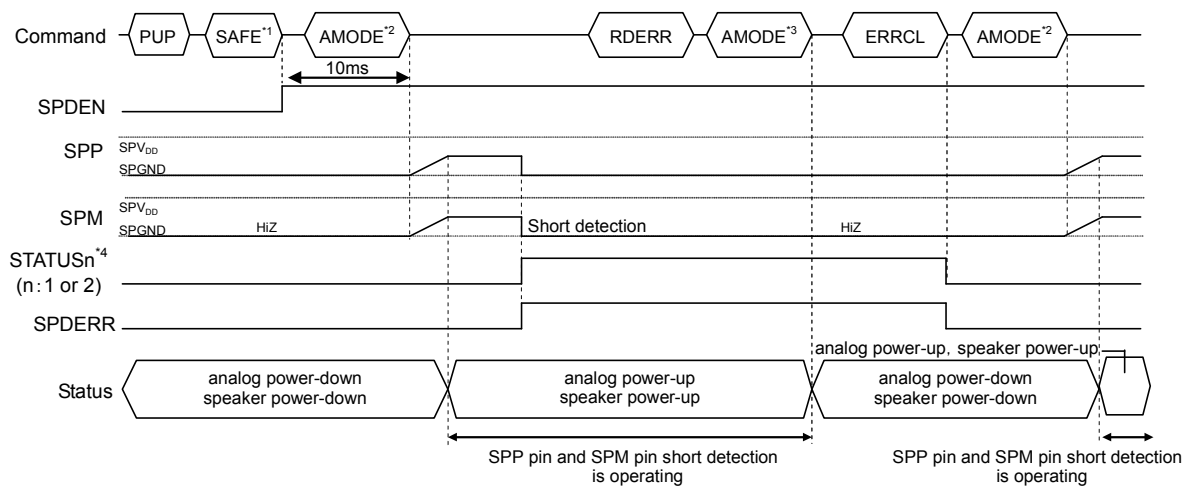 Command PUP SAFE*1 AMODE*2 RDERR AMODE*3 ERRCL AMODE*2
10ms
SPDEN
SPP SPVDD
SPGND
SPM SPVDD
SPGND HiZ Short detection HiZ
STATUSn*4
(n:1 or 2)
SPDERR
analog power-up, speaker power-up
Status analog power-down analog power-up analog power-down
speaker power-down speaker power-up speaker power-down
SPP pin and SPM pin short detection SPP pin and SPM pin short detection
is operating is operating